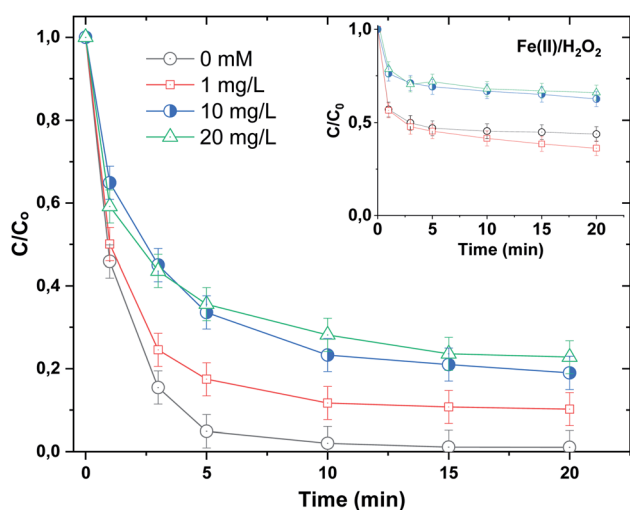 C/C₀
1,0
0,8
0,6
0,4
0,2
0,0
0
5
10
15
20
Time (min)
0 mM
1 mg/L
10 mg/L
20 mg/L
Fe(II)/H₂O₂
C/C₀
1,0
0,5
0,0
0
5
10
15
20
Time (min)